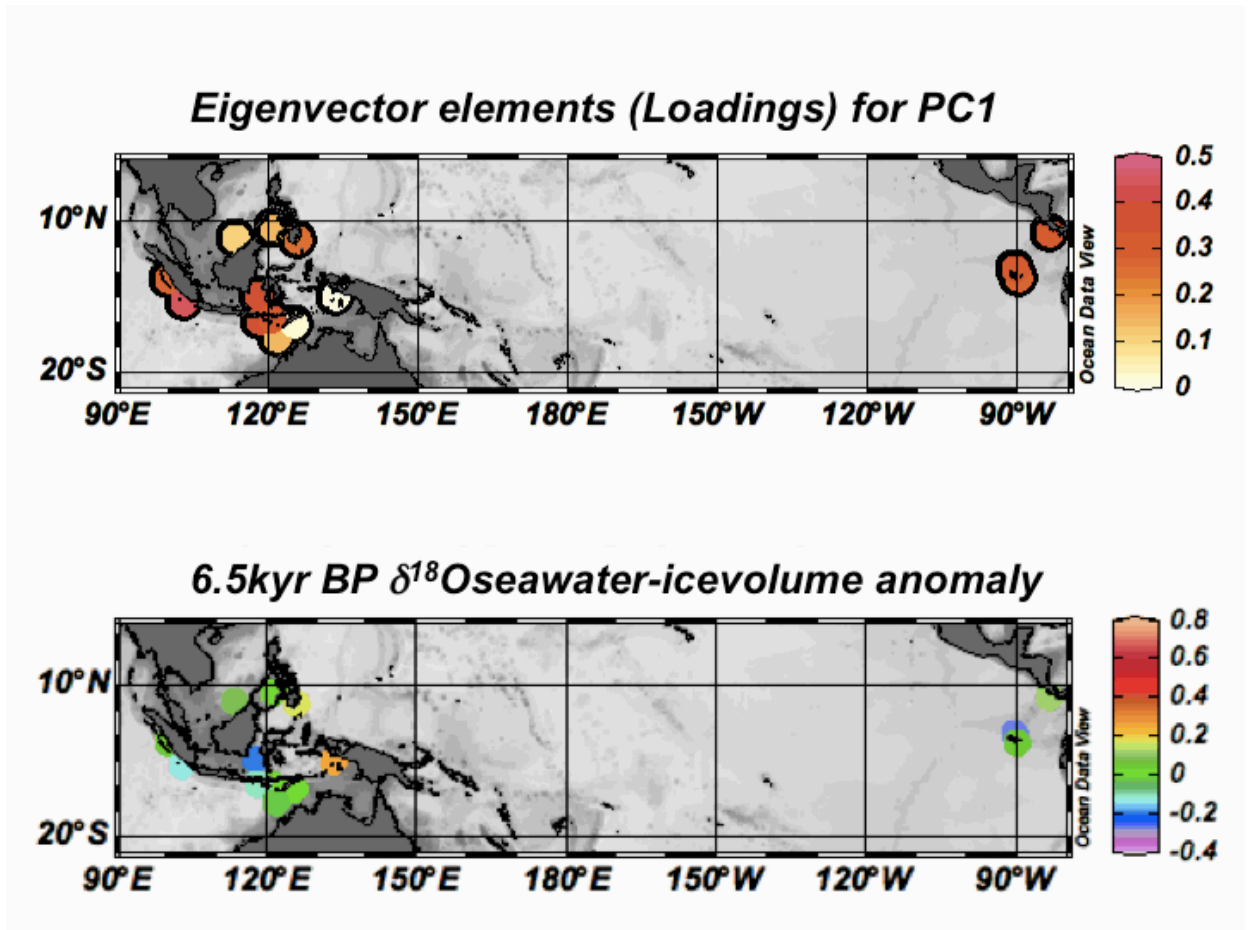 Eigenvector elements (Loadings) for PC1
0.5
0.4
0.3
0.2
0.1
0
10°N
20°S
90°E 120°E 150°E 180°E 150°W 120°W 90°W
Ocean Data View
6.5kyr BP δ¹⁸Oseawater-icevolume anomaly
0.8
0.6
0.4
0.2
0
-0.2
-0.4
10°N
20°S
90°E 120°E 150°E 180°E 150°W 120°W 90°W
Ocean Data View